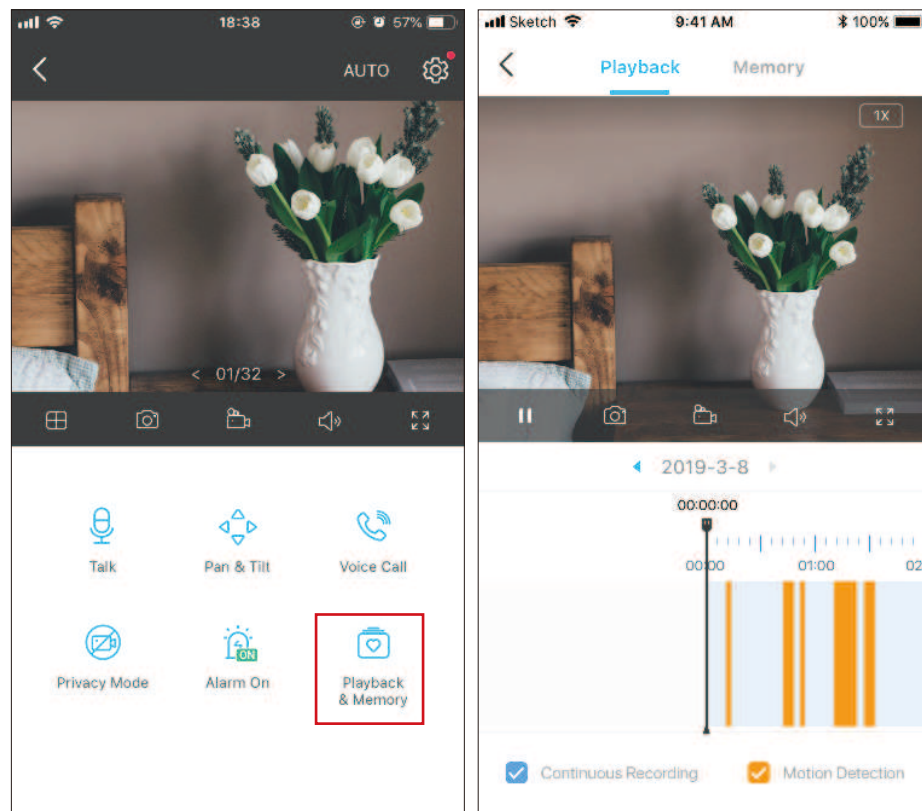 18:38
57%
AUTO
< 01/32 >
Talk
Pan & Tilt
Voice Call
ON
Privacy Mode
Alarm On
Playback
& Memory
Sketch
9:41 AM
100%
Playback
Memory
1X
2019-3-8
00:00:00
00:00
01:00
02
Continuous Recording
Motion Detection